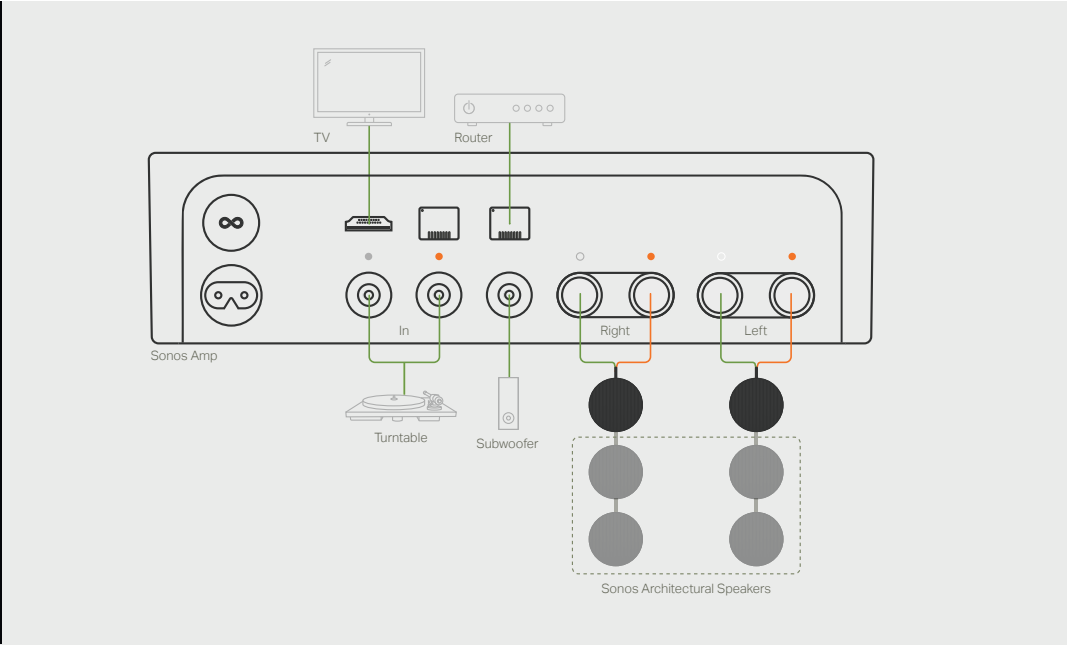 TV
Router
In
Right
Left
Sonos Amp
Turntable
Subwoofer
Sonos Architectural Speakers